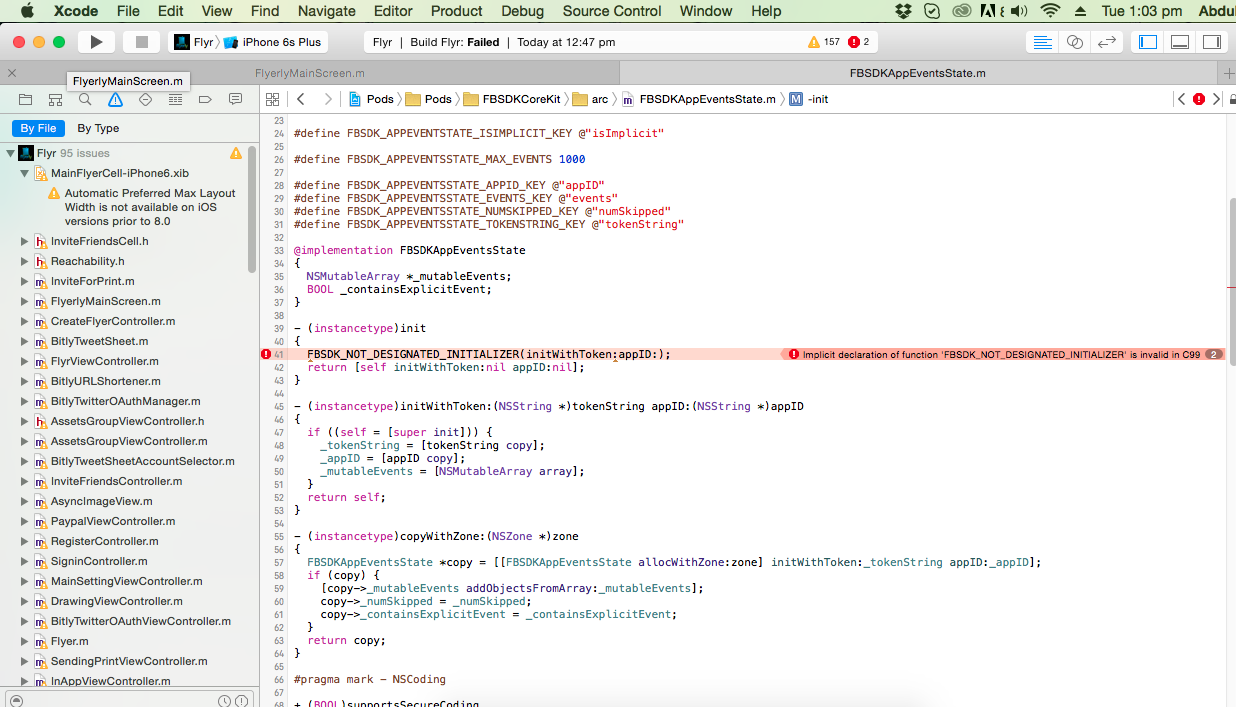 Xcode File Edit View Find Navigate Editor Product Debug Source Control Window Help Tue 1:03 pm Abdu
Flyr iPhone 6s Plus Flyr | Build Flyr: Failed | Today at 12:47 pm 157 2
FlyerlyMainScreen.m FBSDKAppEventsState.m
FlyerlyMainScreen.m
Pods Pods FBSDKCoreKit arc m FBSDKAppEventsState.m M -init
By File By Type
Flyr 95 issues
MainFlyerCell-iPhone6.xib
Automatic Preferred Max Layout
Width is not available on iOS
versions prior to 8.0
InviteFriendsCell.h
Reachability.h
InviteForPrint.m
FlyerlyMainScreen.m
CreateFlyerController.m
BitlyTweetSheet.m
FlyrViewController.m
BitlyURLShortener.m
BitlyTwitterOAuthManager.m
AssetsGroupViewController.h
AssetsGroupViewController.m
BitlyTweetSheetAccountSelector.m
InviteFriendsController.m
AsyncImageView.m
PaypalViewController.m
RegisterController.m
SigninController.m
MainSettingViewController.m
DrawingViewController.m
BitlyTwitterOAuthViewController.m
Flyer.m
SendingPrintViewController.m
InAppViewController.m
23
24 #define FBSDK_APPEVENTSTATE_ISIMPLICIT_KEY @"isImplicit"
25
26 #define FBSDK_APPEVENTSSTATE_MAX_EVENTS 1000
27
28 #define FBSDK_APPEVENTSSTATE_APPID_KEY @"appID"
29 #define FBSDK_APPEVENTSSTATE_EVENTS_KEY @"events"
30 #define FBSDK_APPEVENTSSTATE_NUMSKIPPED_KEY @"numSkipped"
31 #define FBSDK_APPEVENTSSTATE_TOKENSTRING_KEY @"tokenString"
32
33 @implementation FBSDKAppEventsState
34 {
35 NSMutableArray *_mutableEvents;
36 BOOL _containsExplicitEvent;
37 }
38
39 - (instancetype)init
40 {
41 FBSDK_NOT_DESIGNATED_INITIALIZER(initWithToken:appID:); Implicit declaration of function 'FBSDK_NOT_DESIGNATED_INITIALIZER' is invalid in C99 2
42 return [self initWithToken:nil appID:nil];
43 }
44
45 - (instancetype)initWithToken:(NSString *)tokenString appID:(NSString *)appID
46 {
47 if ((self = [super init])) {
48 _tokenString = [tokenString copy];
49 _appID = [appID copy];
50 _mutableEvents = [NSMutableArray array];
51 }
52 return self;
53 }
54
55 - (instancetype)copyWithZone:(NSZone *)zone
56 {
57 FBSDKAppEventsState *copy = [[FBSDKAppEventsState allocWithZone:zone] initWithToken:_tokenString appID:_appID];
58 if (copy) {
59 [copy->_mutableEvents addObjectsFromArray:_mutableEvents];
60 copy->_numSkipped = _numSkipped;
61 copy->_containsExplicitEvent = _containsExplicitEvent;
62 }
63 return copy;
64 }
65
66 #pragma mark - NSCoding
67
68 + (BOOL)supportsSecureCoding